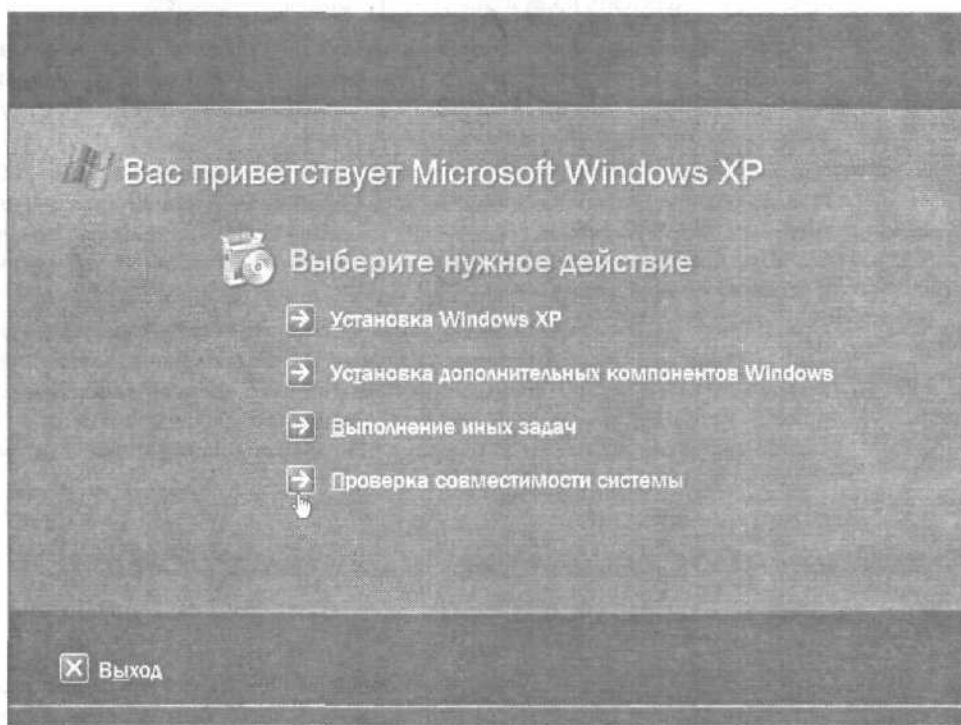 Вас приветствует Microsoft Windows XP
Выберите нужное действие
Установка Windows XP
Установка дополнительных компонентов Windows
Выполнение иных задач
Проверка совместимости системы
Выход